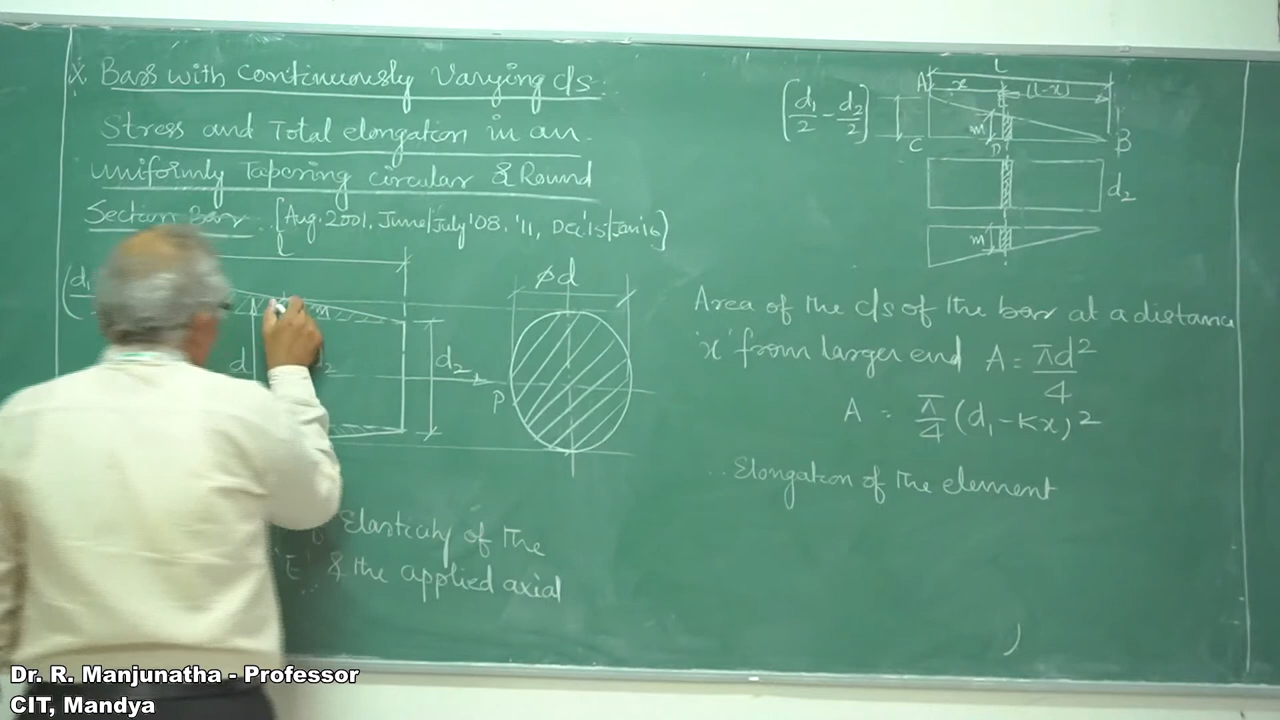 X. Bars with Continuously Varying c/s.
Stress and Total elongation in an
Uniformly Tapering circular & Round
Section Bar. [Aug. 2001, June/July '08, '11, Dec.'15/Jan'16]
l
(d1
m
d
d2
P
ϕd
Elasticity of the
'E' & the applied axial
[d1/2 - d2/2]
L
A
x
(l-x)
m
C
D
B
d2
m
Area of the c/s of the bar at a distance
'x' from larger end A = πd²/4
A = π/4 (d1-Kx)²
Elongation of the element
)
Dr. R. Manjunatha - Professor
CIT, Mandya